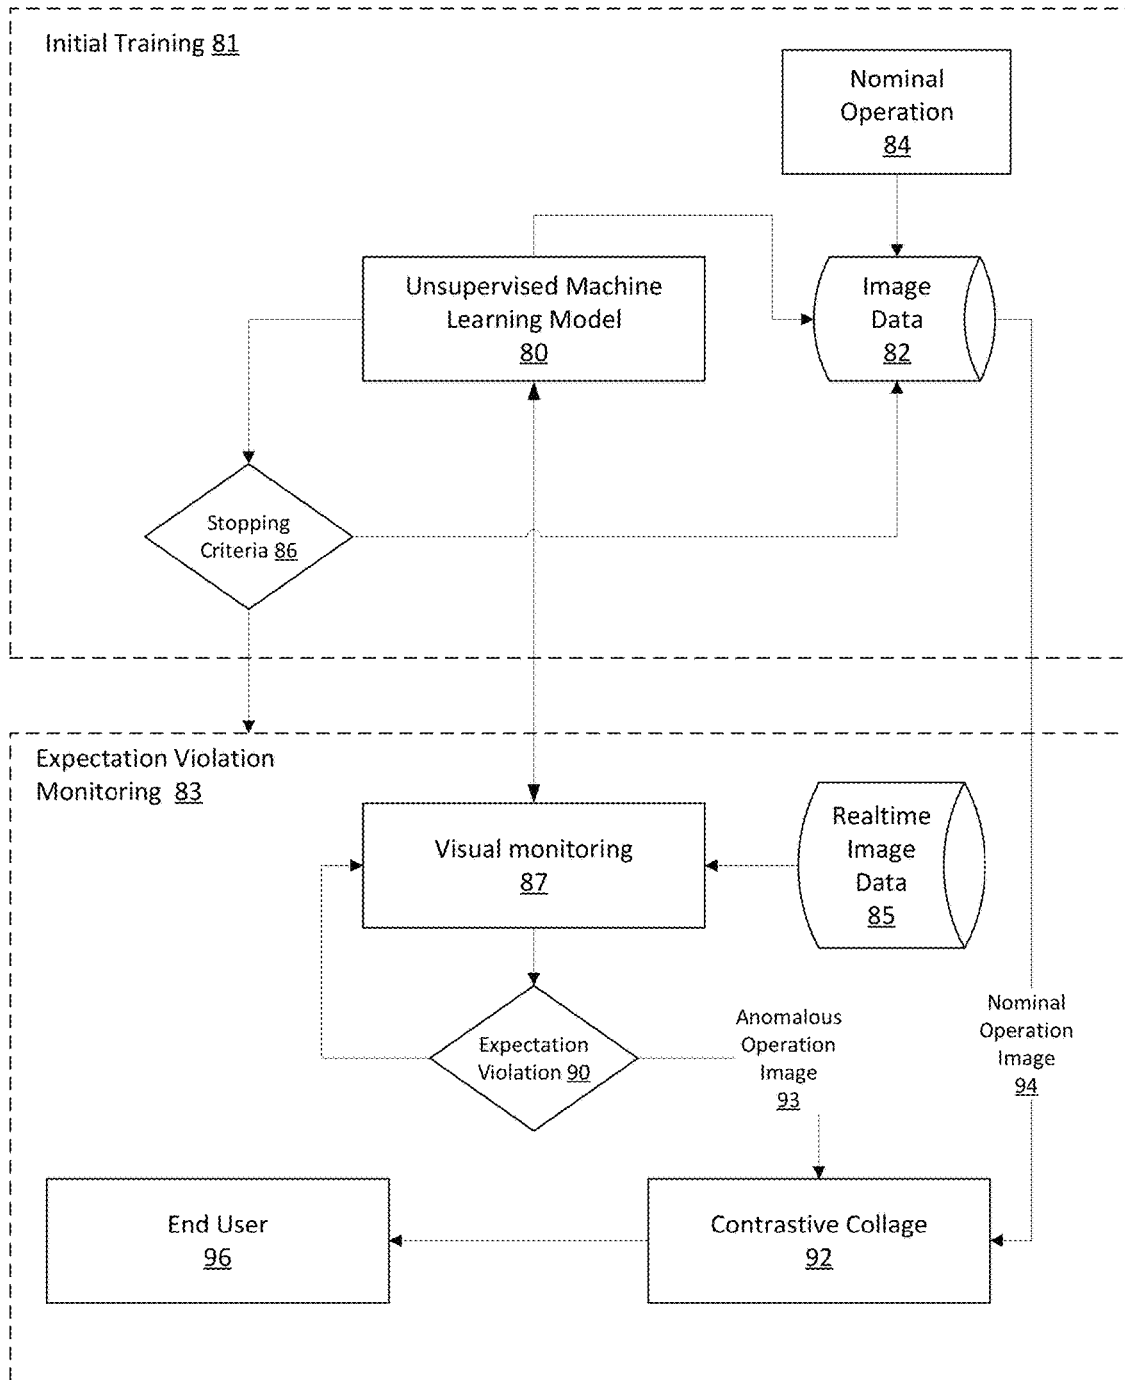 Initial Training 81
Nominal
Operation
84
Unsupervised Machine
Learning Model
80
Image
Data
82
Stopping
Criteria 86
Expectation Violation
Monitoring 83
Visual monitoring
87
Realtime
Image
Data
85
Expectation
Violation 90
Anomalous
Operation
Image
93
Nominal
Operation
Image
94
End User
96
Contrastive Collage
92